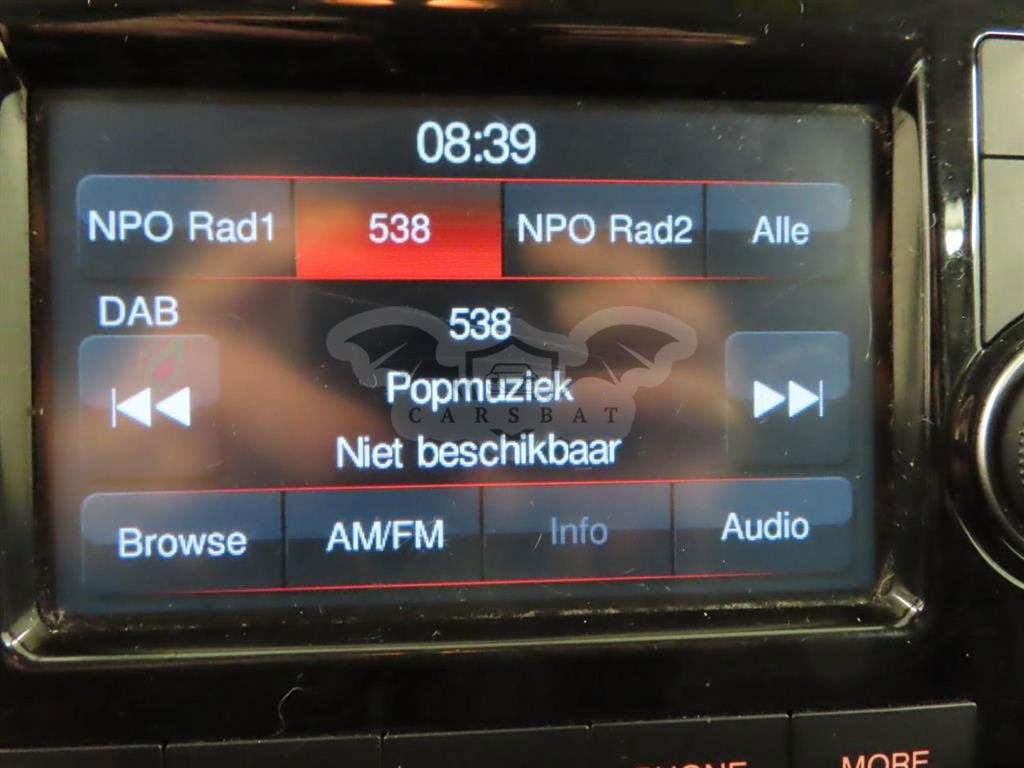 08:39
NPO Rad1 538 NPO Rad2 Alle
DAB
538
Popmuziek
CARSBAT
Niet beschikbaar
Browse AM/FM Info Audio
MORE